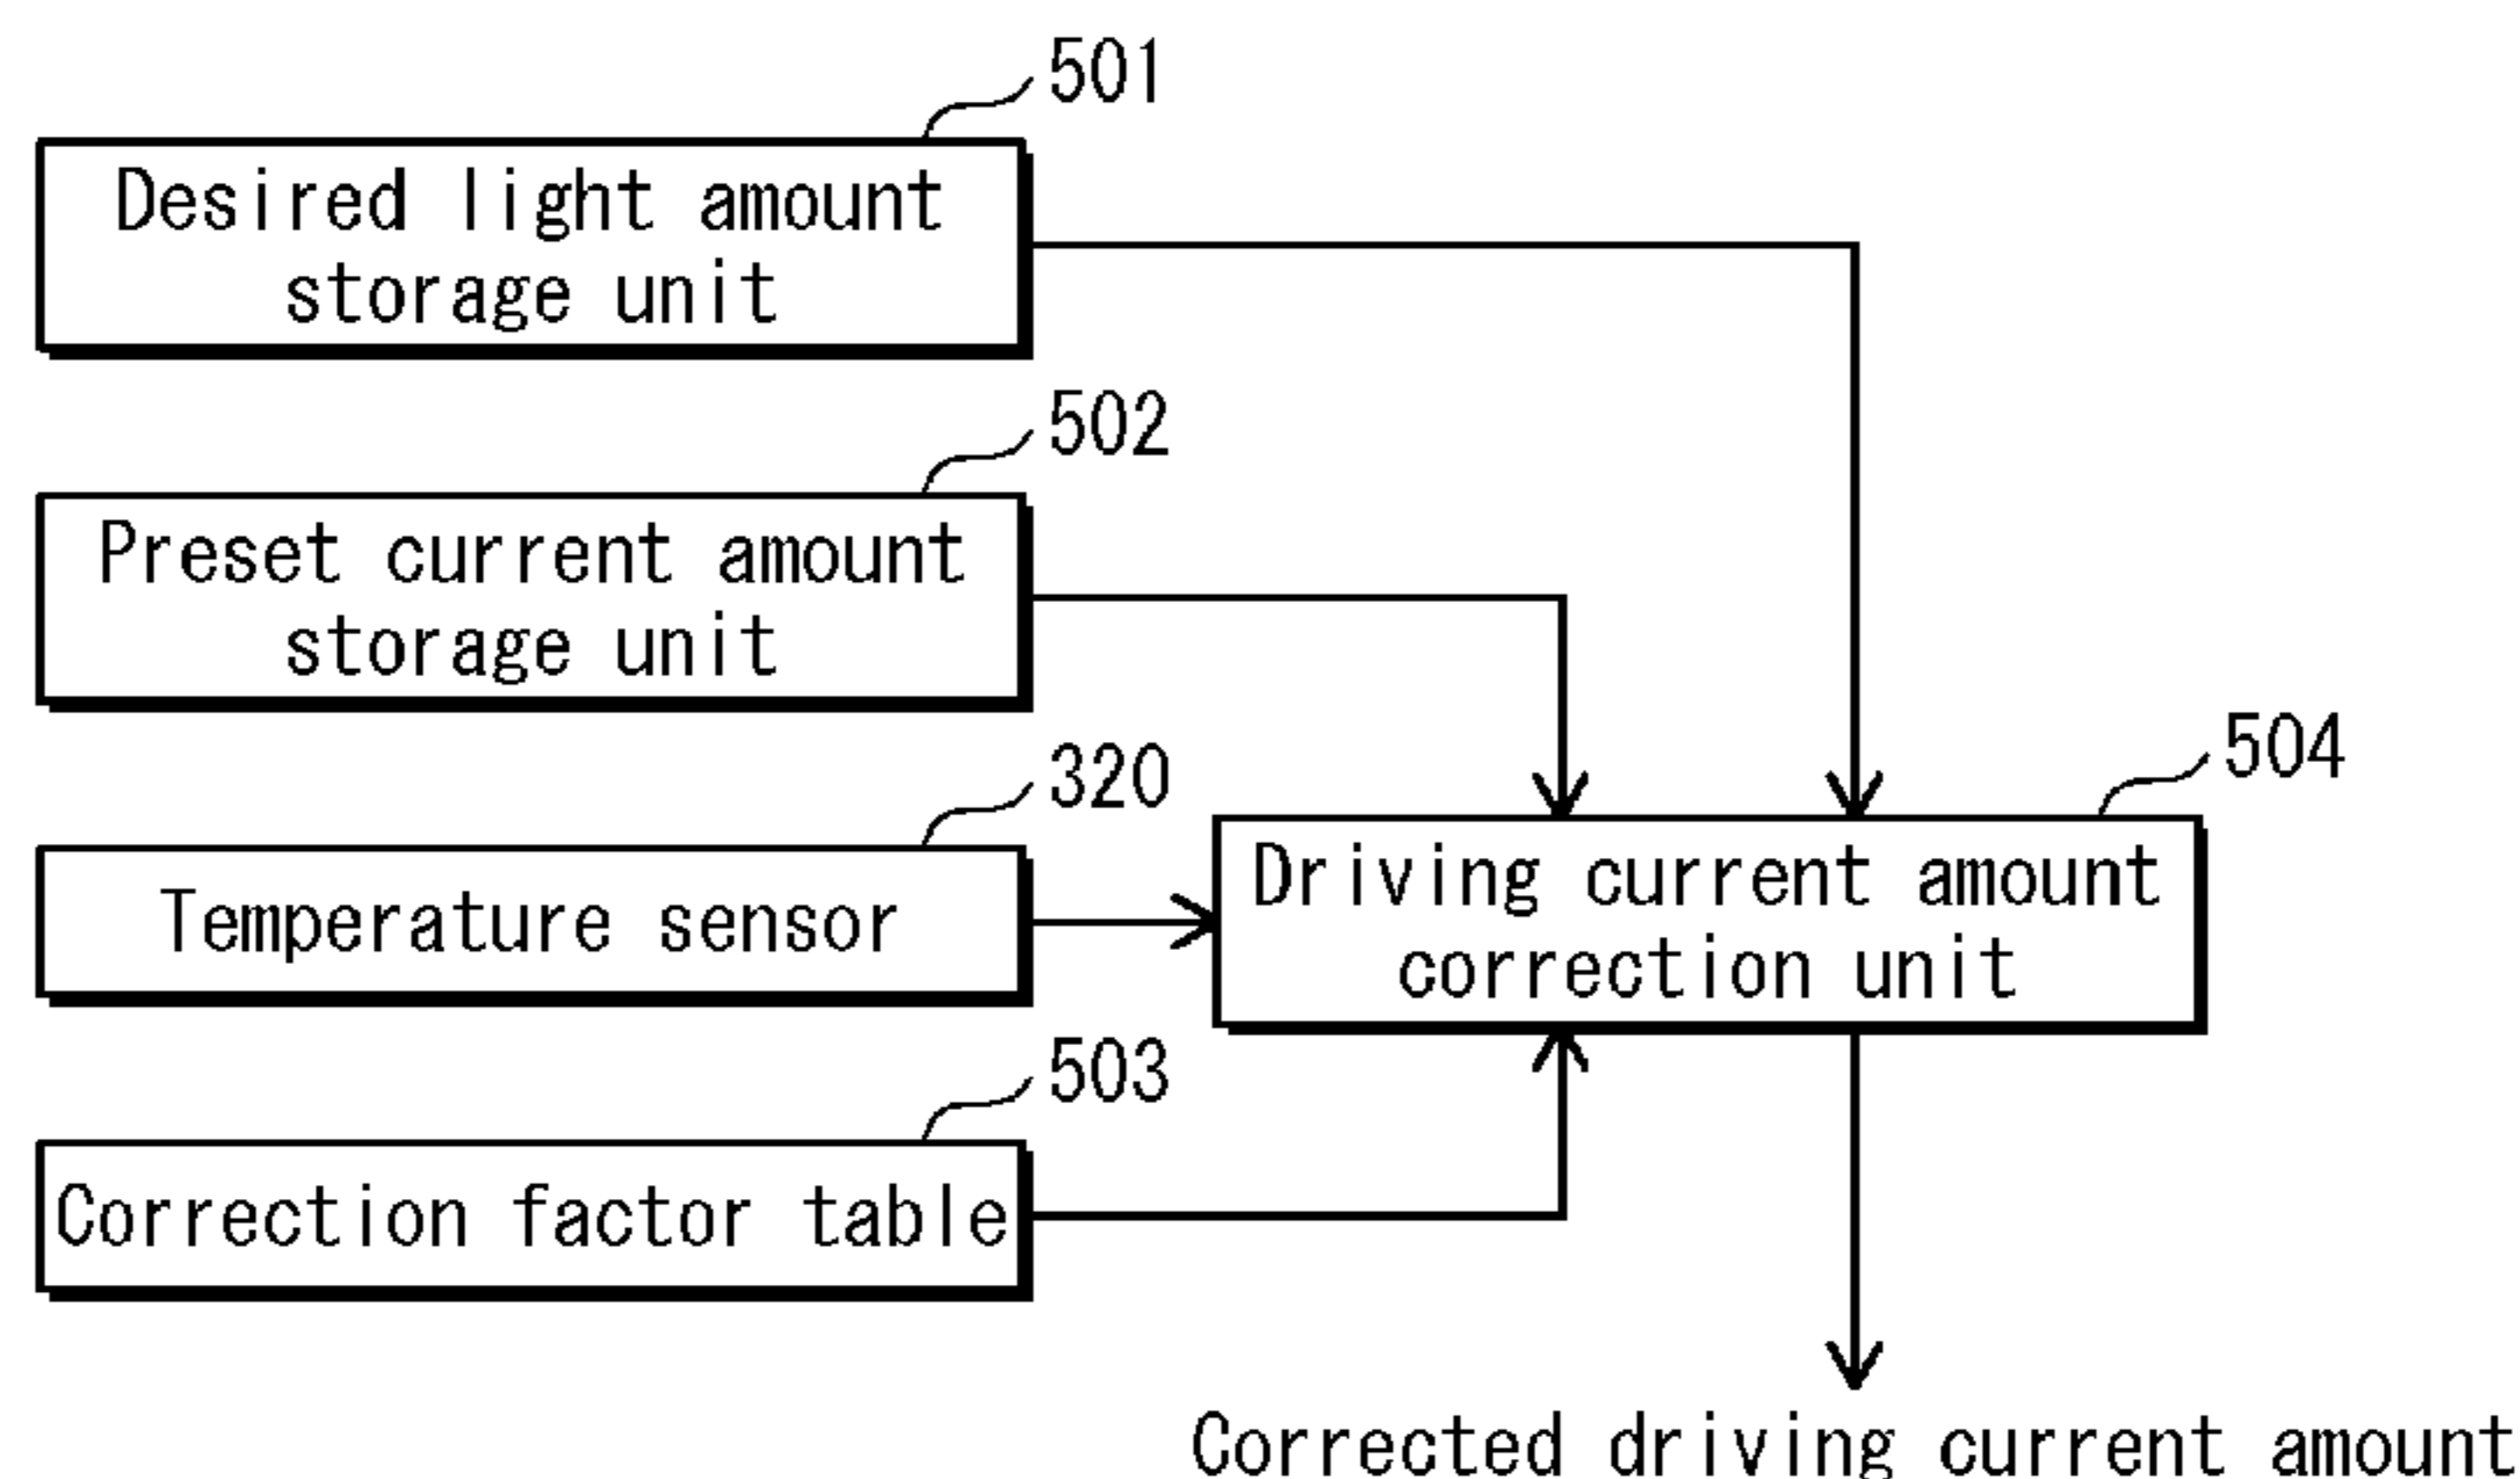 501
Desired light amount
storage unit
502
Preset current amount
storage unit
320
Temperature sensor
504
Driving current amount
correction unit
503
Correction factor table
Corrected driving current amount